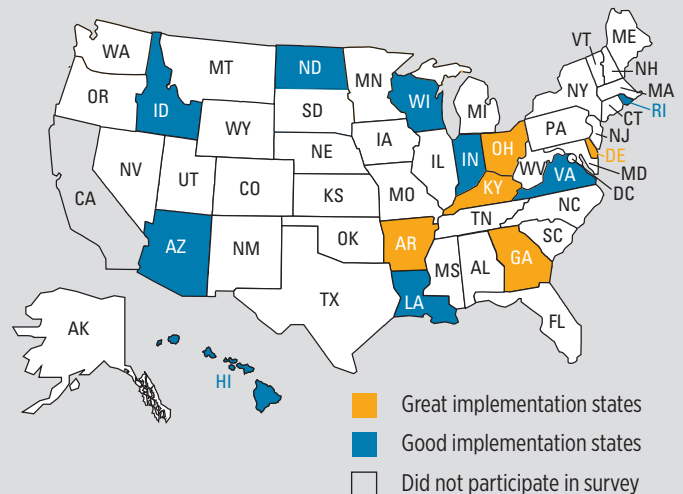 WA
MT
ND
MN
ME
VT
NH
MA
RI
CT
NY
OR
ID
SD
WI
MI
WY
PA
NJ
DE
MD
DC
IA
NE
NV
UT
CO
IL
IN
OH
WV
VA
KS
MO
KY
NC
CA
TN
AZ
NM
OK
AR
SC
MS
AL
GA
TX
LA
FL
AK
HI
Great implementation states
Good implementation states
Did not participate in survey